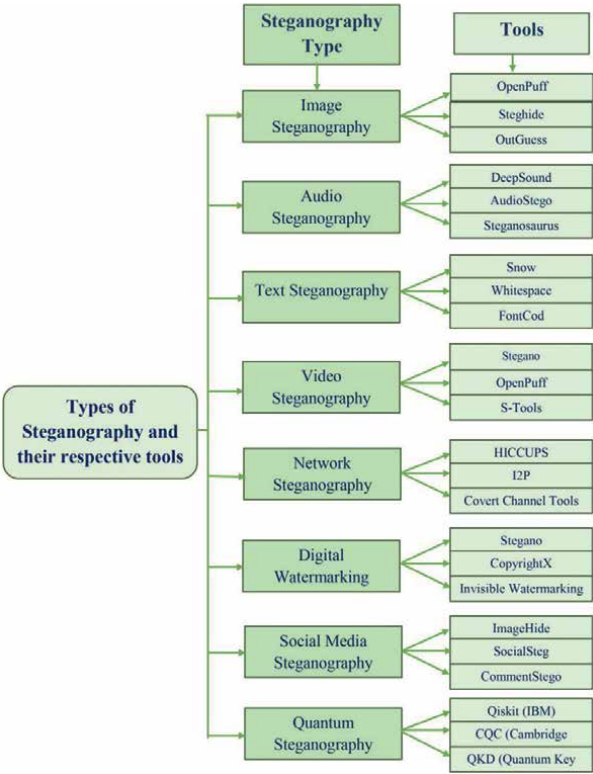 Steganography
Type
Tools
Types of
Steganography and
their respective tools
Image
Steganography
OpenPuff
Steghide
OutGuess
Audio
Steganography
DeepSound
AudioStego
Steganosaurus
Text Steganography
Snow
Whitespace
FontCod
Video
Steganography
Stegano
OpenPuff
S-Tools
Network
Steganography
HICCUPS
I2P
Covert Channel Tools
Digital
Watermarking
Stegano
CopyrightX
Invisible Watermarking
Social Media
Steganography
ImageHide
SocialSteg
CommentStego
Quantum
Steganography
Qiskit (IBM)
CQC (Cambridge
QKD (Quantum Key